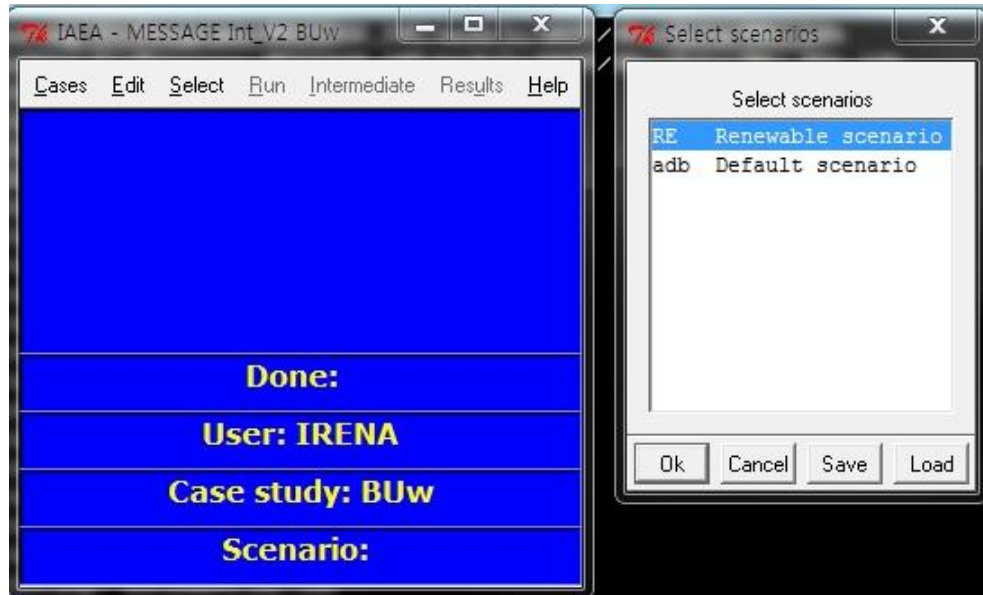 IAEA - MESSAGE Int_V2 BUw
Cases Edit Select Run Intermediate Results Help
Done:
User: IRENA
Case study: BUw
Scenario:
Select scenarios
Select scenarios
RE Renewable scenario
adb Default scenario
Ok Cancel Save Load